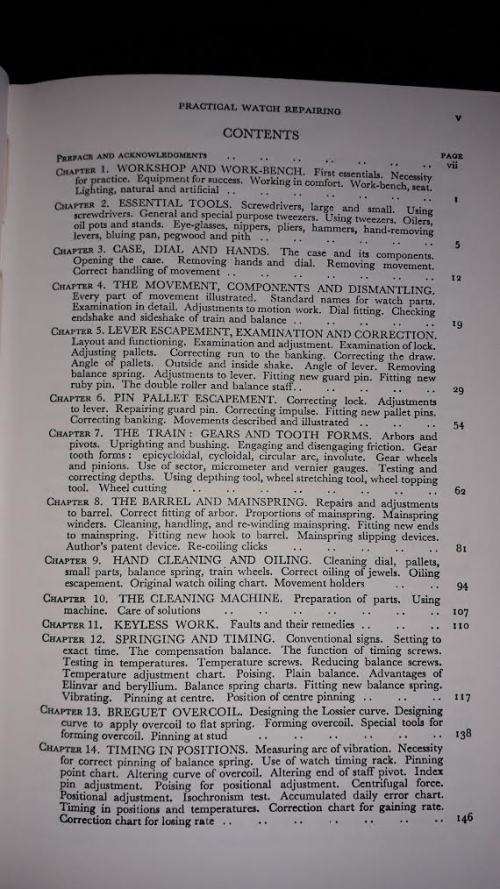 PRACTICAL WATCH REPAIRING
v
CONTENTS
PAGE
PREFACE AND ACKNOWLEDGMENTS .. .. .. .. .. .. vii
CHAPTER 1. WORKSHOP AND WORK-BENCH. First essentials. Necessity
for practice. Equipment for success. Working in comfort. Work-bench, seat.
Lighting, natural and artificial .. .. .. .. .. .. 1
CHAPTER 2. ESSENTIAL TOOLS. Screwdrivers, large and small. Using
screwdrivers. General and special purpose tweezers. Using tweezers. Oilers,
oil pots and stands. Eye-glasses, nippers, pliers, hammers, hand-removing
levers, bluing pan, pegwood and pith .. .. .. .. .. 5
CHAPTER 3. CASE, DIAL AND HANDS. The case and its components.
Opening the case. Removing hands and dial. Removing movement.
Correct handling of movement .. .. .. .. .. .. 12
CHAPTER 4. THE MOVEMENT, COMPONENTS AND DISMANTLING.
Every part of movement illustrated. Standard names for watch parts.
Examination in detail. Adjustments to motion work. Dial fitting. Checking
endshake and sideshake of train and balance .. .. .. .. 19
CHAPTER 5. LEVER ESCAPEMENT, EXAMINATION AND CORRECTION.
Layout and functioning. Examination and adjustment. Examination of lock.
Adjusting pallets. Correcting run to the banking. Correcting the draw.
Angle of pallets. Outside and inside shake. Angle of lever. Removing
balance spring. Adjustments to lever. Fitting new guard pin. Fitting new
ruby pin. The double roller and balance staff .. .. .. .. 29
CHAPTER 6. PIN PALLET ESCAPEMENT. Correcting lock. Adjustments
to lever. Repairing guard pin. Correcting impulse. Fitting new pallet pins.
Correcting banking. Movements described and illustrated .. .. .. 54
CHAPTER 7. THE TRAIN: GEARS AND TOOTH FORMS. Arbors and
pivots. Uprighting and bushing. Engaging and disengaging friction. Gear
tooth forms: epicycloidal, cycloidal, circular arc, involute. Gear wheels
and pinions. Use of sector, micrometer and vernier gauges. Testing and
correcting depths. Using depthing tool, wheel stretching tool, wheel topping
tool. Wheel cutting .. .. .. .. .. .. .. 62
CHAPTER 8. THE BARREL AND MAINSPRING. Repairs and adjustments
to barrel. Correct fitting of arbor. Proportions of mainspring. Mainspring
winders. Cleaning, handling, and re-winding mainspring. Fitting new ends
to mainspring. Fitting new hook to barrel. Mainspring slipping devices.
Author's patent device. Re-coiling clicks .. .. .. .. .. 81
CHAPTER 9. HAND CLEANING AND OILING. Cleaning dial, pallets,
small parts, balance spring, train wheels. Correct oiling of jewels. Oiling
escapement. Original watch oiling chart. Movement holders .. .. .. 94
CHAPTER 10. THE CLEANING MACHINE. Preparation of parts. Using
machine. Care of solutions .. .. .. .. .. .. 107
CHAPTER 11. KEYLESS WORK. Faults and their remedies .. .. .. 110
CHAPTER 12. SPRINGING AND TIMING. Conventional signs. Setting to
exact time. The compensation balance. The function of timing screws.
Testing in temperatures. Temperature screws. Reducing balance screws.
Temperature adjustment chart. Poising. Plain balance. Advantages of
Elinvar and beryllium. Balance spring charts. Fitting new balance spring.
Vibrating. Pinning at centre. Position of centre pinning .. .. .. 117
CHAPTER 13. BREGUET OVERCOIL. Designing the Lossier curve. Designing
curve to apply overcoil to flat spring. Forming overcoil. Special tools for
forming overcoil. Pinning at stud .. .. .. .. .. .. 138
CHAPTER 14. TIMING IN POSITIONS. Measuring arc of vibration. Necessity
for correct pinning of balance spring. Use of watch timing rack. Pinning
point chart. Altering curve of overcoil. Altering end of staff pivot. Index
pin adjustment. Poising for positional adjustment. Centrifugal force.
Positional adjustment. Isochronism test. Accumulated daily error chart.
Timing in positions and temperatures. Correction chart for gaining rate.
Correction chart for losing rate .. .. .. .. .. .. 146